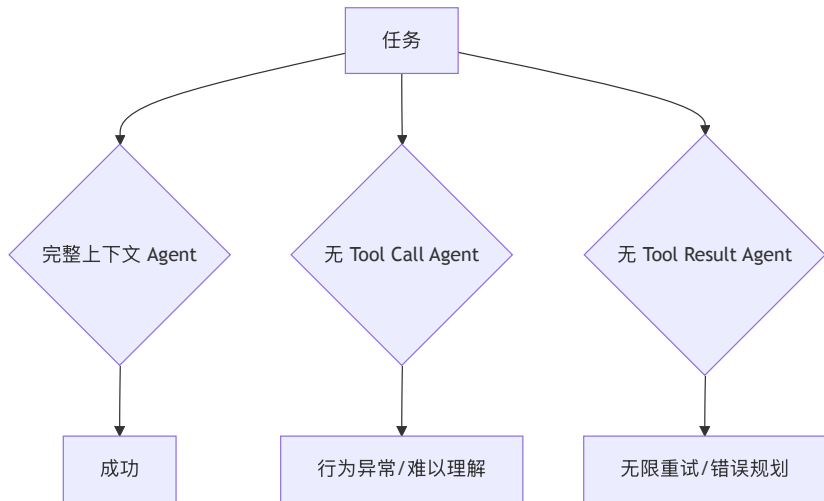 任务
完整上下文 Agent
无 Tool Call Agent
无 Tool Result Agent
成功
行为异常/难以理解
无限重试/错误规划